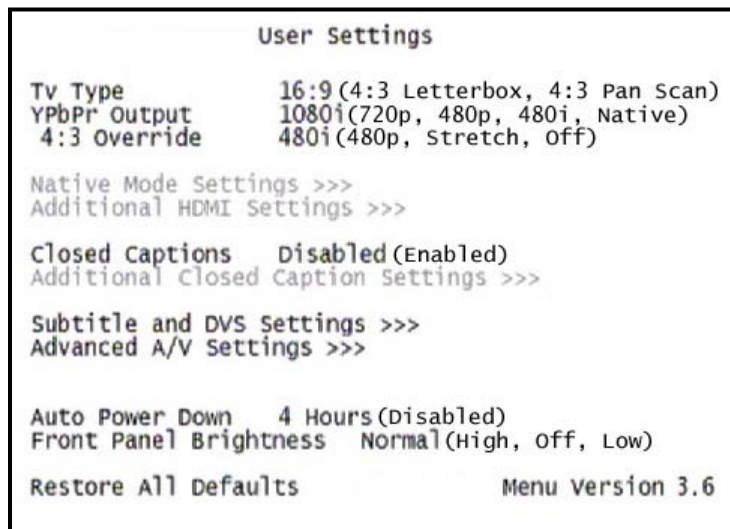 User Settings
Tv Type 16:9 (4:3 Letterbox, 4:3 Pan Scan)
YPbPr Output 1080i (720p, 480p, 480i, Native)
4:3 Override 480i (480p, Stretch, Off)
Native Mode Settings >>>
Additional HDMI Settings >>>
Closed Captions Disabled (Enabled)
Additional Closed Caption Settings >>>
Subtitle and DVS Settings >>>
Advanced A/V Settings >>>
Auto Power Down 4 Hours (Disabled)
Front Panel Brightness Normal (High, Off, Low)
Restore All Defaults Menu Version 3.6